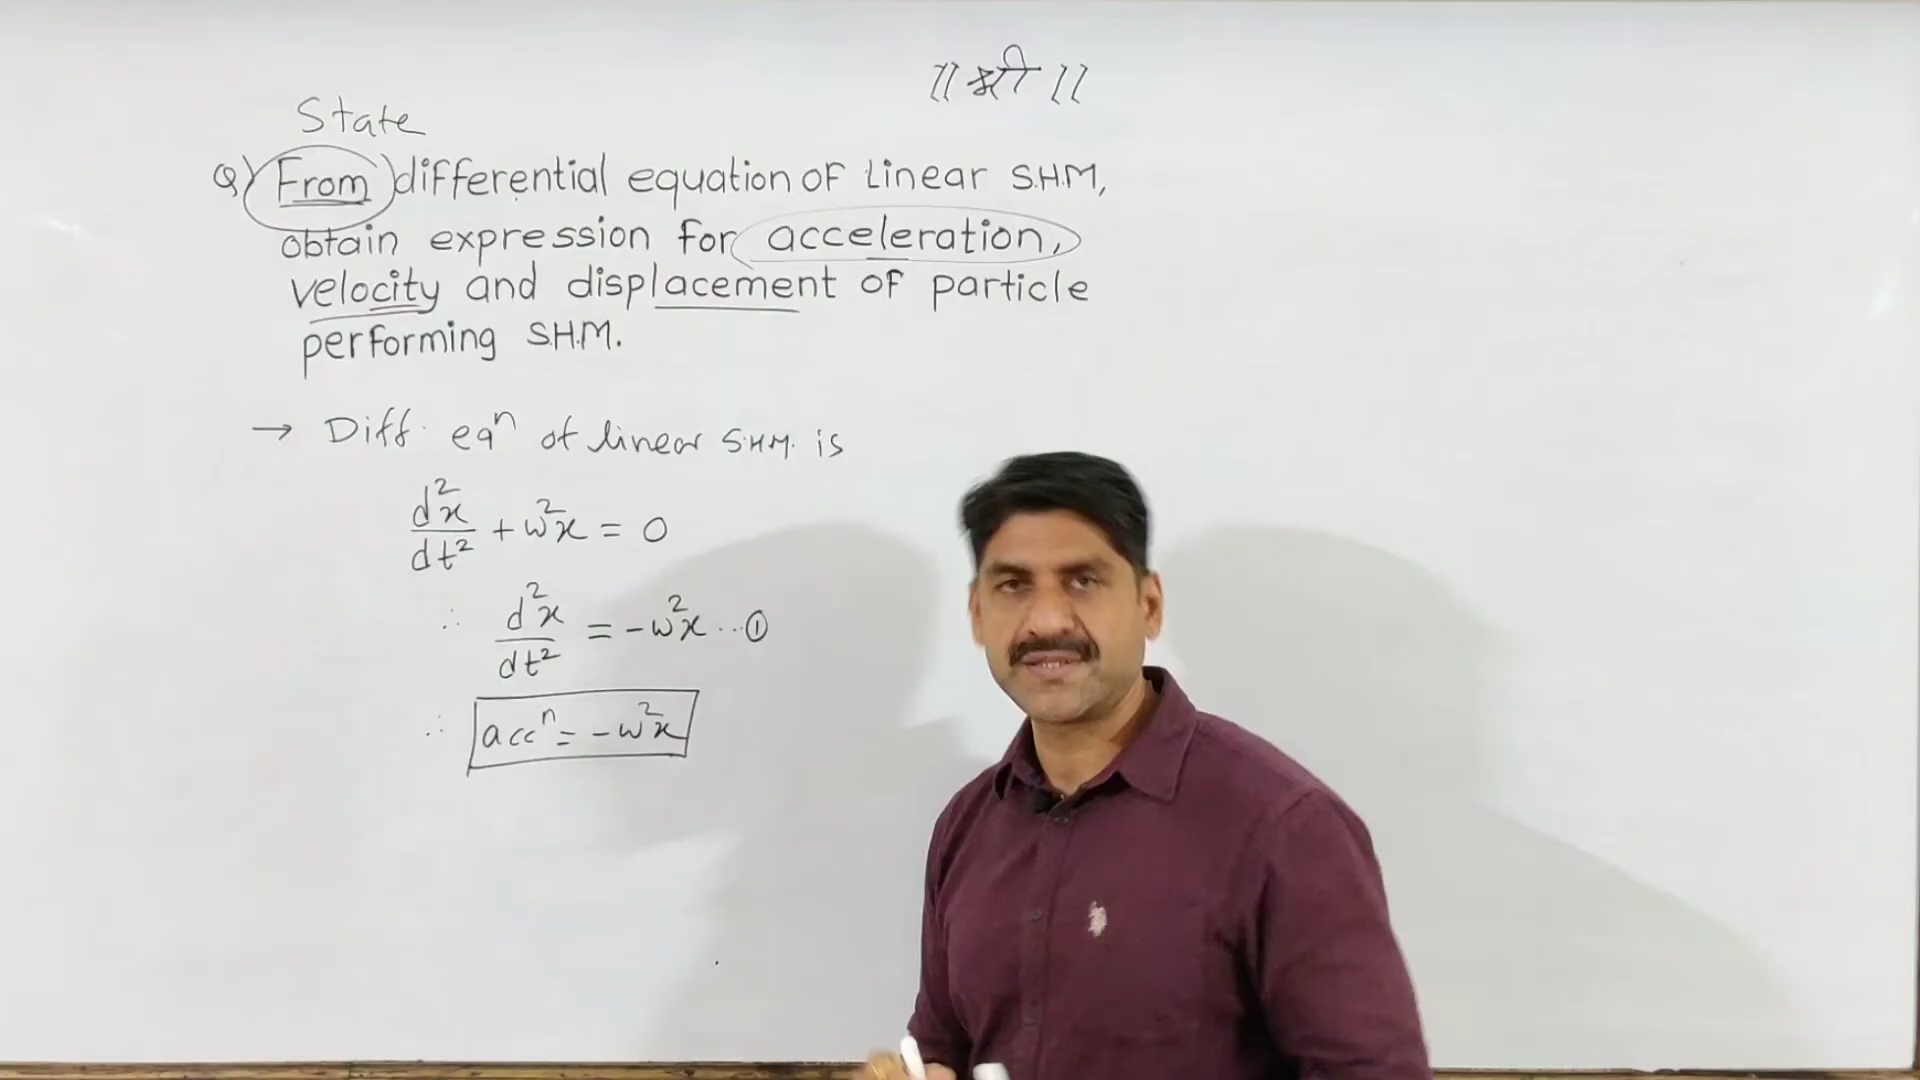 ॥ श्री ॥
State
Q) From differential equation of Linear S.H.M,
obtain expression for acceleration,
velocity and displacement of particle
performing S.H.M.
→ Diff. eqⁿ of linear S.H.M. is
d²x/dt² + ω²x = 0
∴ d²x/dt² = -ω²x ...①
∴ accⁿ = -ω²x